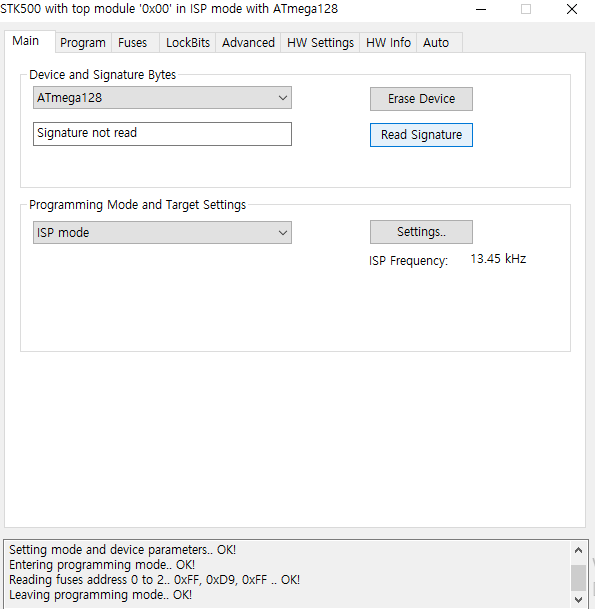 STK500 with top module '0x00' in ISP mode with ATmega128
Main Program Fuses LockBits Advanced HW Settings HW Info Auto
Device and Signature Bytes
ATmega128
Erase Device
Signature not read
Read Signature
Programming Mode and Target Settings
ISP mode
Settings..
ISP Frequency: 13.45 kHz
Setting mode and device parameters.. OK!
Entering programming mode.. OK!
Reading fuses address 0 to 2.. 0xFF, 0xD9, 0xFF .. OK!
Leaving programming mode.. OK!